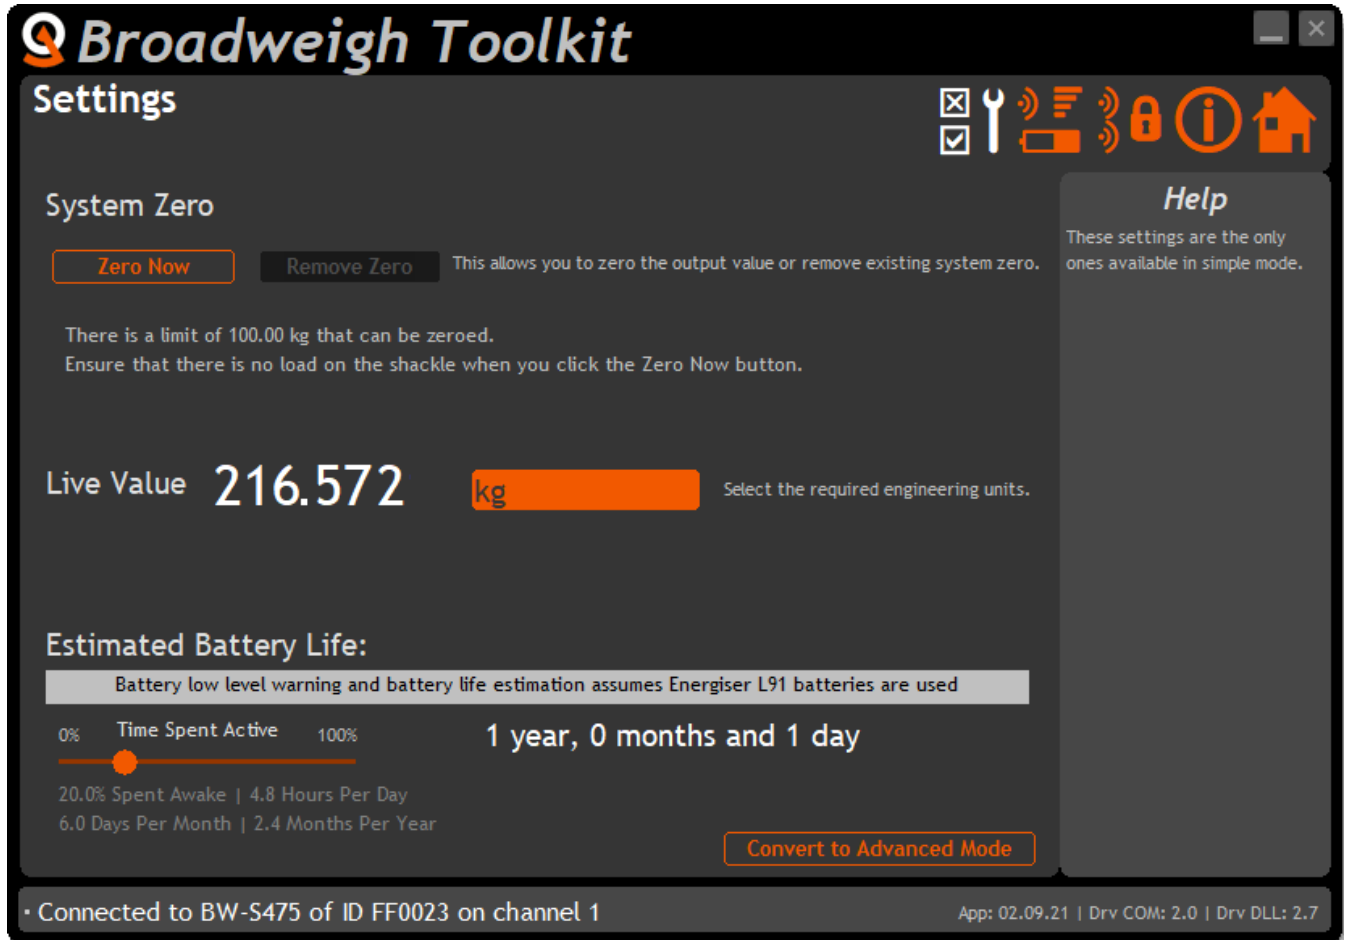 Broadweigh Toolkit
Settings
System Zero
Zero Now
Remove Zero
This allows you to zero the output value or remove existing system zero.
There is a limit of 100.00 kg that can be zeroed.
Ensure that there is no load on the shackle when you click the Zero Now button.
Live Value 216.572
kg
Select the required engineering units.
Estimated Battery Life:
Battery low level warning and battery life estimation assumes Energiser L91 batteries are used
0% Time Spent Active 100%
1 year, 0 months and 1 day
20.0% Spent Awake | 4.8 Hours Per Day
6.0 Days Per Month | 2.4 Months Per Year
Convert to Advanced Mode
Help
These settings are the only
ones available in simple mode.
Connected to BW-S475 of ID FF0023 on channel 1
App: 02.09.21 | Drv COM: 2.0 | Drv DLL: 2.7